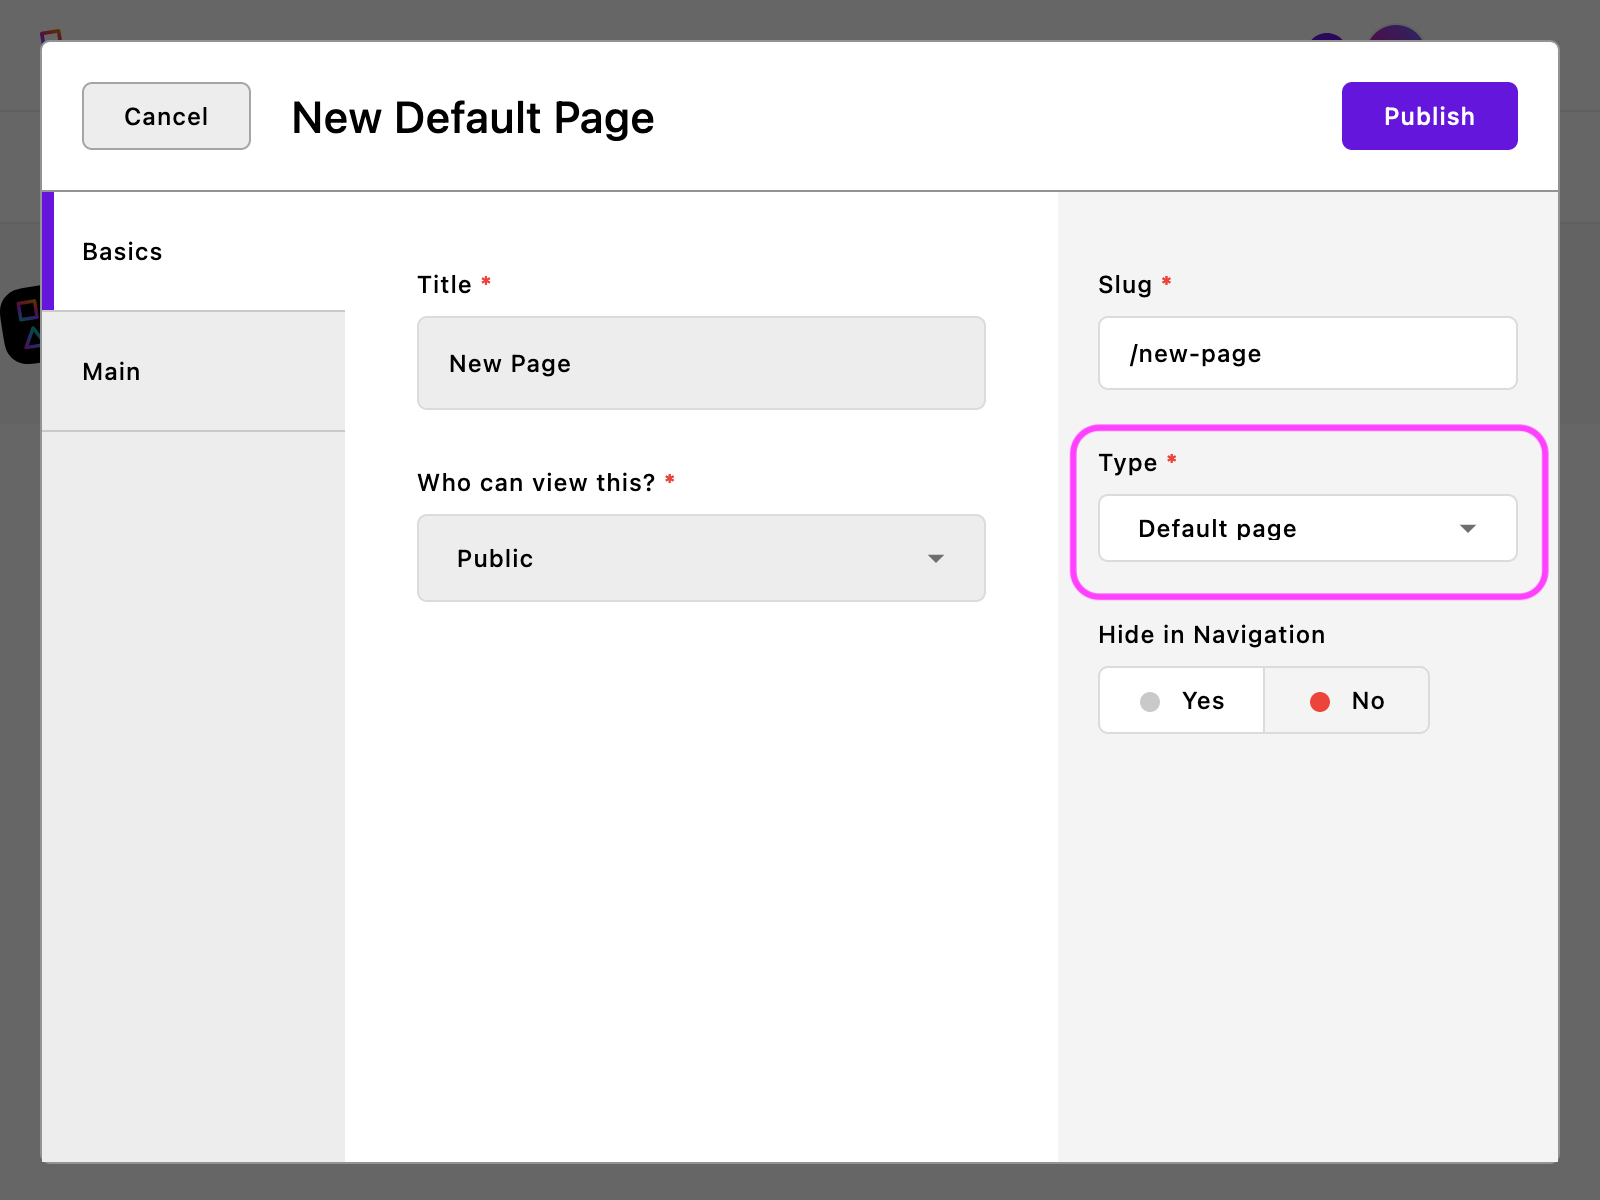 Cancel
New Default Page
Publish
Basics
Main
Title *
New Page
Who can view this? *
Public
Slug *
/new-page
Type *
Default page
Hide in Navigation
Yes
No